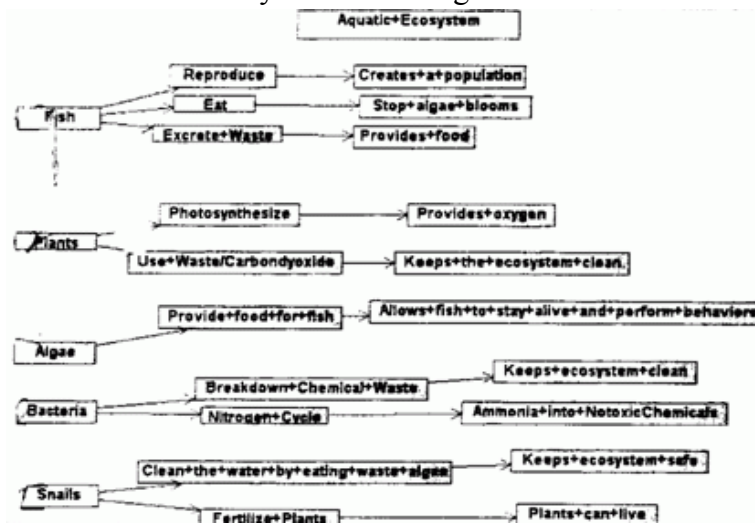 Aquatic+Ecosystem
Reproduce
Creates+a+population
Fish
Eat
Stop+algae+blooms
Excrete+Waste
Provides+food
Photosynthesize
Provides+oxygen
Plants
Use+Waste/Carbondyoxide
Keeps+the+ecosystem+clean
Provide+food+for+fish
Allows+fish+to+stay+alive+and+perform+behaviors
Algae
Breakdown+Chemical+Waste
Keeps+ecosystem+clean
Bacteria
Nitrogen+Cycle
Ammonia+into+Notoxic+Chemicals
Clean+the+water+by+eating+waste+algae
Keeps+ecosystem+safe
Snails
Fertilize+Plants
Plants+can+live